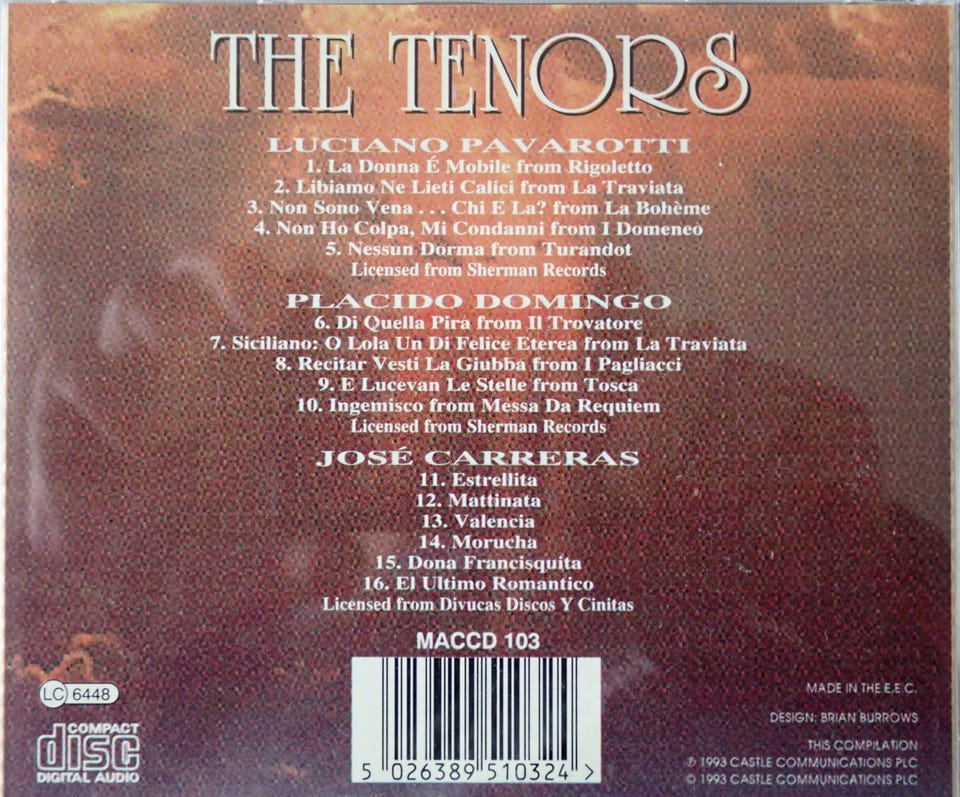 THE TENORS
LUCIANO PAVAROTTI
1. La Donna É Mobile from Rigoletto
2. Libiamo Ne Lieti Calici from La Traviata
3. Non Sono Vena . . . Chi E La? from La Bohème
4. Non Ho Colpa, Mi Condanni from I Domeneo
5. Nessun Dorma from Turandot
Licensed from Sherman Records
PLACIDO DOMINGO
6. Di Quella Pira from Il Trovatore
7. Siciliano: O Lola Un Di Felice Eterea from La Traviata
8. Recitar Vesti La Giubba from I Pagliacci
9. E Lucevan Le Stelle from Tosca
10. Ingemisco from Messa Da Requiem
Licensed from Sherman Records
JOSÉ CARRERAS
11. Estrellita
12. Mattinata
13. Valencia
14. Morucha
15. Dona Francisquita
16. El Ultimo Romantico
Licensed from Divucas Discos Y Cinitas
MACCD 103
5 026389 510324 >
LC 6448
COMPACT
disc
DIGITAL AUDIO
MADE IN THE E.E.C.
DESIGN: BRIAN BURROWS
THIS COMPILATION
℗ 1993 CASTLE COMMUNICATIONS PLC
© 1993 CASTLE COMMUNICATIONS PLC